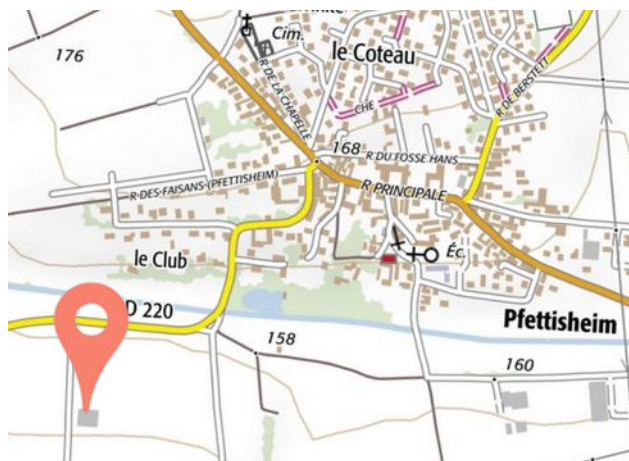 Cim.
le Coteau
176
R DE LA CHAPELLE
CHE
R DE BERSTETT
168
R DU FOSSE HANS
R DES FAISANS (PFETTISHEIM)
R PRINCIPALE
le Club
Éc.
D 220
Pfettisheim
158
160